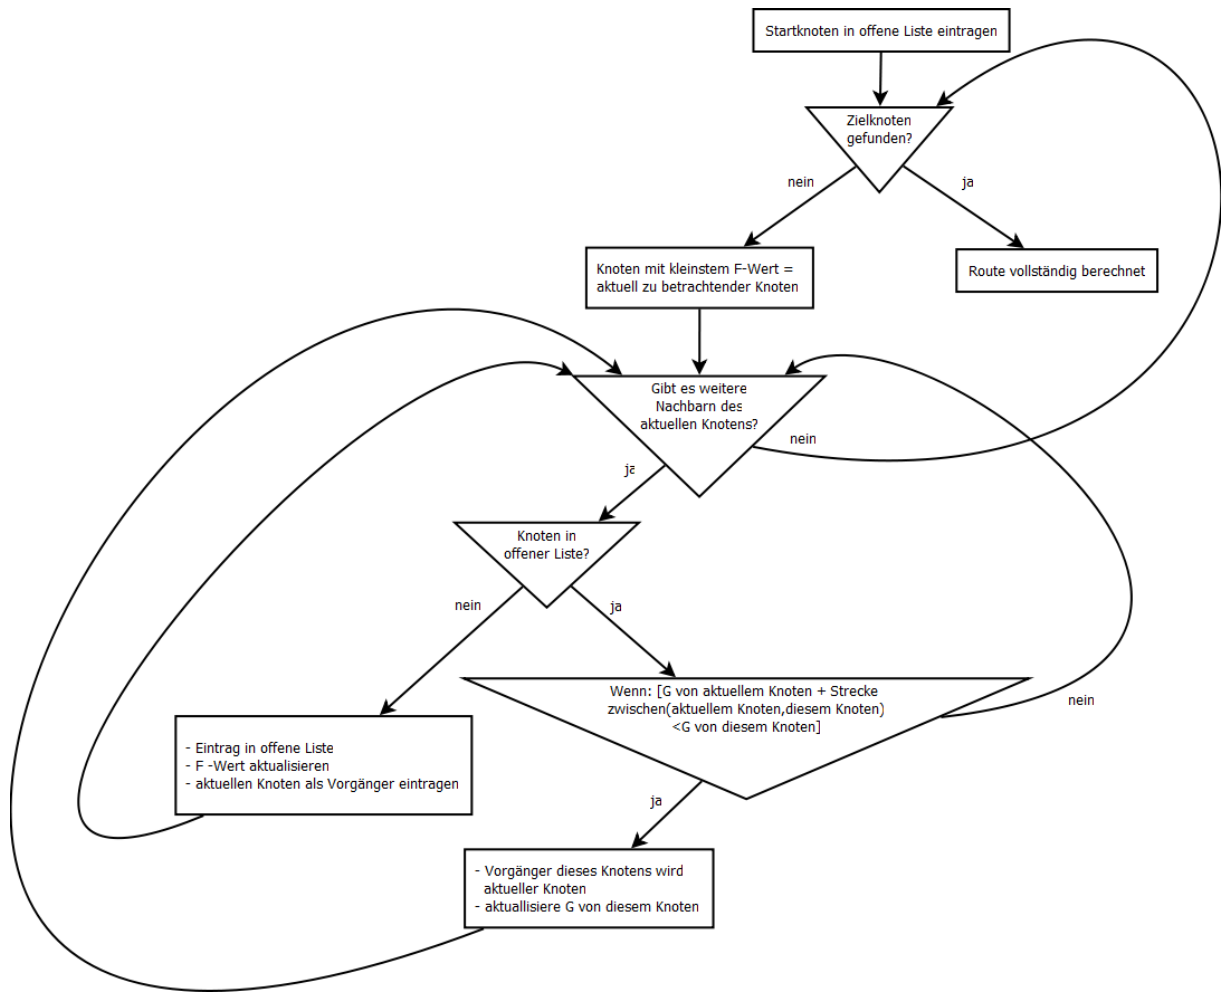 Startknoten in offene Liste eintragen
Zielknoten
gefunden?
nein
ja
Knoten mit kleinstem F-Wert =
aktuell zu betrachtender Knoten
Route vollständig berechnet
Gibt es weitere
Nachbarn des
aktuellen Knotens?
nein
ja
Knoten in
offener Liste?
nein
ja
Wenn: [G von aktuellem Knoten + Strecke
zwischen(aktuellem Knoten,diesem Knoten)
<G von diesem Knoten]
nein
- Eintrag in offene Liste
- F -Wert aktualisieren
- aktuellen Knoten als Vorgänger eintragen
ja
- Vorgänger dieses Knotens wird
aktueller Knoten
- aktuallisiere G von diesem Knoten